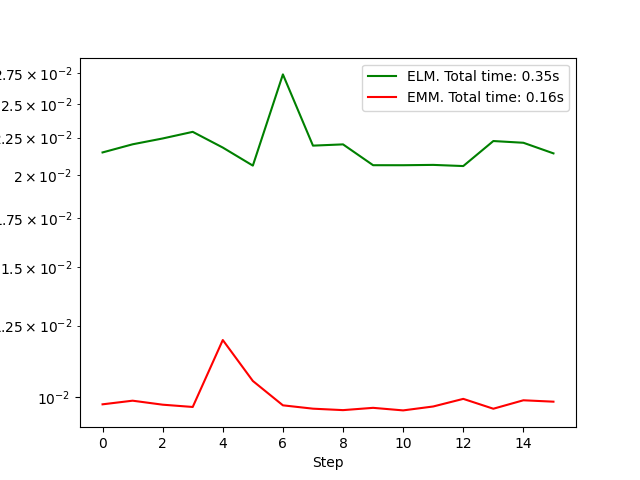 ELM. Total time: 0.35s
EMM. Total time: 0.16s
2.75 × 10⁻²
2.5 × 10⁻²
2.25 × 10⁻²
2 × 10⁻²
1.75 × 10⁻²
1.5 × 10⁻²
1.25 × 10⁻²
10⁻²
0 2 4 6 8 10 12 14
Step